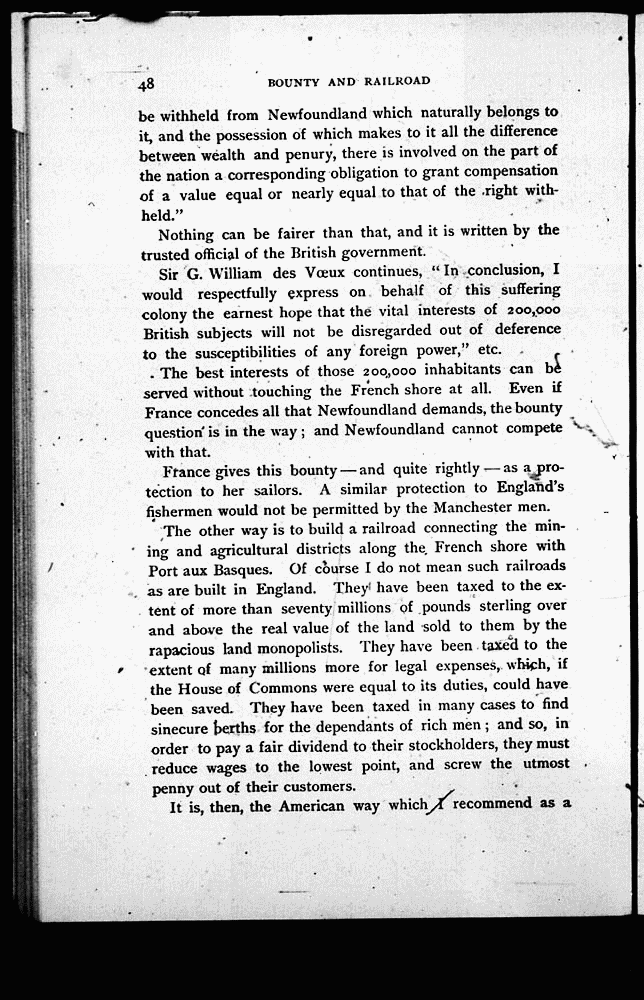 48 BOUNTY AND RAILROAD
be withheld from Newfoundland which naturally belongs to
it, and the possession of which makes to it all the difference
between wealth and penury, there is involved on the part of
the nation a corresponding obligation to grant compensation
of a value equal or nearly equal to that of the right with-
held.”
Nothing can be fairer than that, and it is written by the
trusted official of the British government.
Sir G. William des Vœux continues, “In conclusion, I
would respectfully express on behalf of this suffering
colony the earnest hope that the vital interests of 200,000
British subjects will not be disregarded out of deference
to the susceptibilities of any foreign power,” etc.
The best interests of those 200,000 inhabitants can be
served without touching the French shore at all. Even if
France concedes all that Newfoundland demands, the bounty
question is in the way; and Newfoundland cannot compete
with that.
France gives this bounty—and quite rightly—as a pro-
tection to her sailors. A similar protection to England's
fishermen would not be permitted by the Manchester men.
The other way is to build a railroad connecting the min-
ing and agricultural districts along the French shore with
Port aux Basques. Of course I do not mean such railroads
as are built in England. They have been taxed to the ex-
tent of more than seventy millions of pounds sterling over
and above the real value of the land sold to them by the
rapacious land monopolists. They have been taxed to the
extent of many millions more for legal expenses, which, if
the House of Commons were equal to its duties, could have
been saved. They have been taxed in many cases to find
sinecure berths for the dependants of rich men; and so, in
order to pay a fair dividend to their stockholders, they must
reduce wages to the lowest point, and screw the utmost
penny out of their customers.
It is, then, the American way which I recommend as a